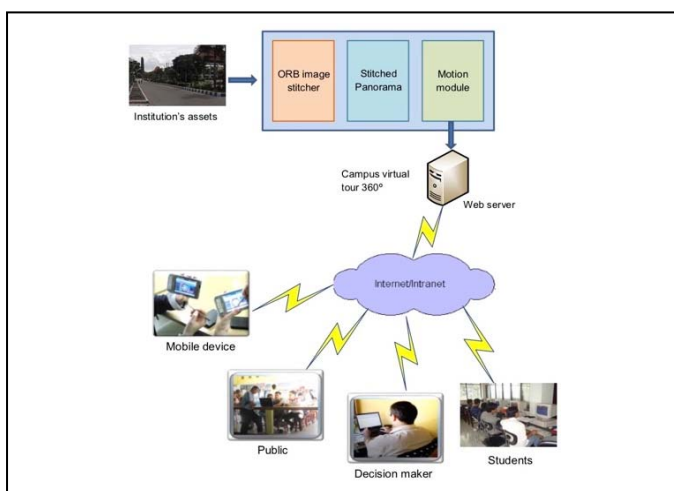 ORB image
stitcher
Stitched
Panorama
Motion
module
Institution's assets
Campus virtual
tour 360°
Web server
Internet/Intranet
Mobile device
Public
Decision maker
Students